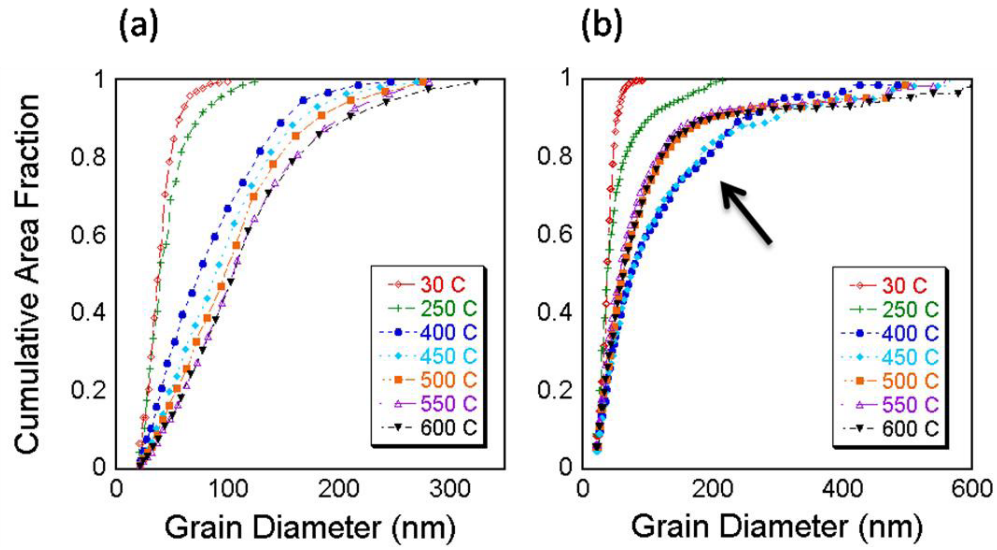 (a)
Cumulative Area Fraction
1
0.8
0.6
0.4
0.2
0
0 100 200 300
Grain Diameter (nm)
30 C
250 C
400 C
450 C
500 C
550 C
600 C
(b)
1
0.8
0.6
0.4
0.2
0
0 200 400 600
Grain Diameter (nm)
30 C
250 C
400 C
450 C
500 C
550 C
600 C